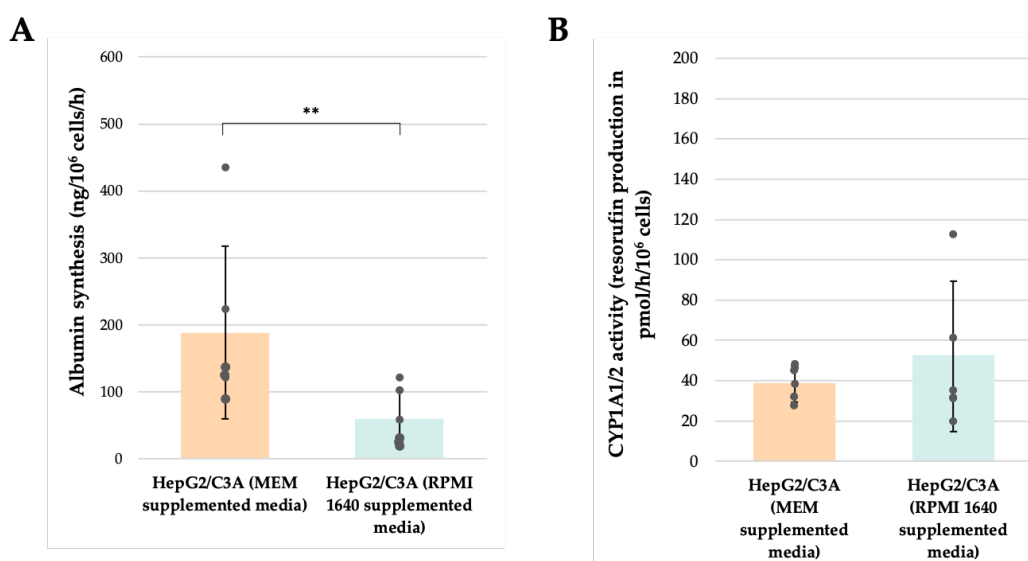 A
Albumin synthesis (ng/10⁶ cells/h)
600
500
400
300
200
100
0
**
HepG2/C3A (MEM
supplemented media)
HepG2/C3A (RPMI
1640 supplemented
media)
B
CYP1A1/2 activity (resorufin production in
pmol/h/10⁶ cells)
200
180
160
140
120
100
80
60
40
20
0
HepG2/C3A
(MEM
supplemented
media)
HepG2/C3A
(RPMI 1640
supplemented
media)